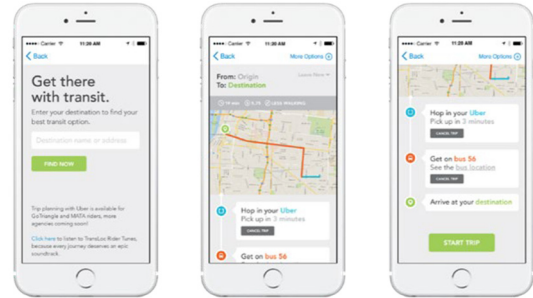 Carrier 11:20 AM
Back
Get there
with transit.
Enter your destination to find your
best transit option.
Destination name or address
FIND NOW
Trip planning with Uber is available for
GoTriangle and MATA riders, more
agencies coming soon!
Click here to listen to TransLoc Rider Tunes,
because every journey deserves an epic
soundtrack.
Carrier 11:20 AM
Back More Options
From: Origin
To: Destination
LESS WALKING
Hop in your Uber
Pick up in 3 minutes
CANCEL TRIP
Get on bus 56
Carrier 11:20 AM
Back More Options
Hop in your Uber
Pick up in 3 minutes
CANCEL TRIP
Get on bus 56
See the bus location
CANCEL TRIP
Arrive at your destination
START TRIP